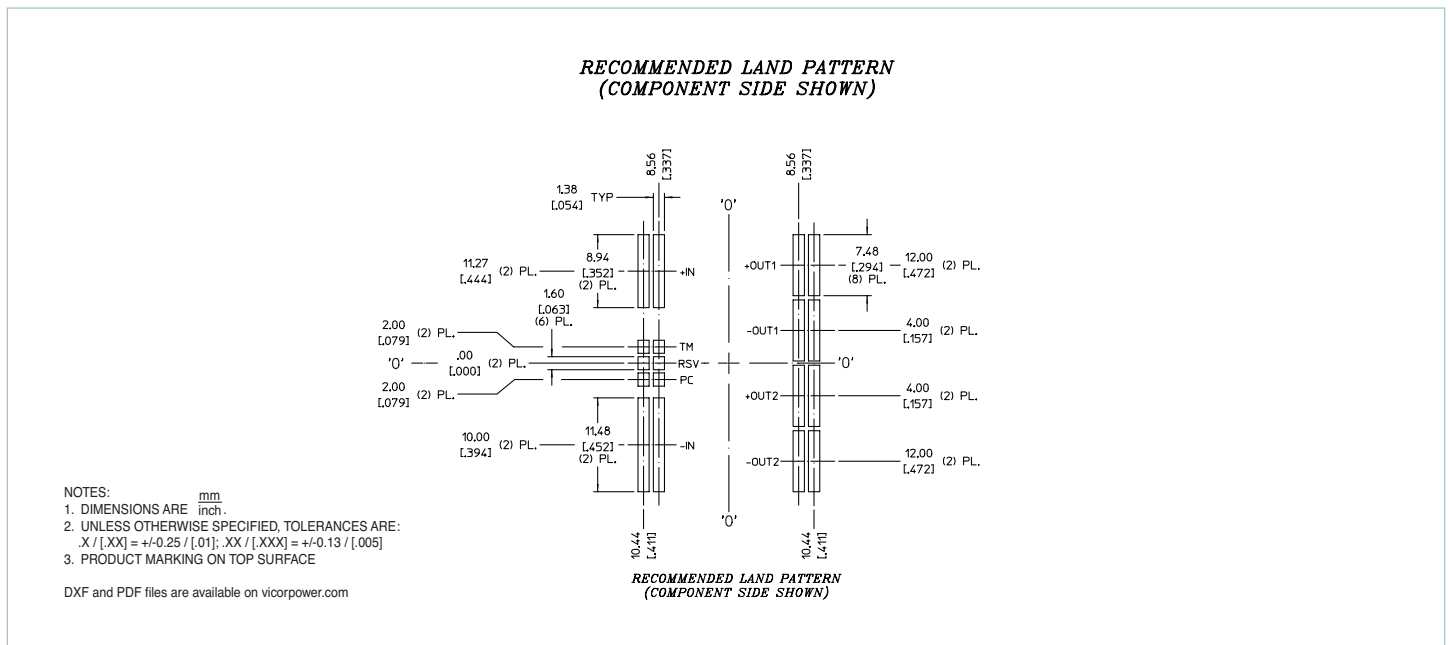 RECOMMENDED LAND PATTERN
(COMPONENT SIDE SHOWN)
8.56
[.337]
8.56
[.337]
1.38
[.054]
TYP
'0'
11.27
[.444]
(2) PL.
8.94
[.352]
(2) PL.
+IN
+OUT1
7.48
[.294]
(8) PL.
12.00
[.472]
(2) PL.
1.60
[.063]
(6) PL.
2.00
[.079]
(2) PL.
TM
-OUT1
4.00
[.157]
(2) PL.
'0'
.00
[.000]
(2) PL.
RSV
'0'
2.00
[.079]
(2) PL.
PC
+OUT2
4.00
[.157]
(2) PL.
10.00
[.394]
(2) PL.
11.48
[.452]
(2) PL.
-IN
-OUT2
12.00
[.472]
(2) PL.
'0'
10.44
[.411]
10.44
[.411]
RECOMMENDED LAND PATTERN
(COMPONENT SIDE SHOWN)
NOTES:
1. DIMENSIONS ARE mm
inch.
2. UNLESS OTHERWISE SPECIFIED, TOLERANCES ARE:
.X / [.XX] = +/-0.25 / [.01]; .XX / [.XXX] = +/-0.13 / [.005]
3. PRODUCT MARKING ON TOP SURFACE
DXF and PDF files are available on vicorpower.com